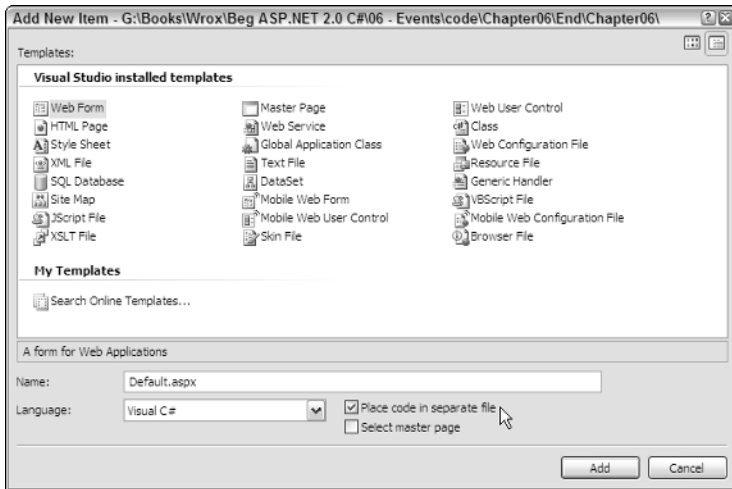 Add New Item - G:\Books\Wrox\Beg ASP.NET 2.0 C#\06 - Events\code\Chapter06\End\Chapter06\
Templates:
Visual Studio installed templates
Web Form
Master Page
Web User Control
HTML Page
Web Service
Class
Style Sheet
Global Application Class
Web Configuration File
XML File
Text File
Resource File
SQL Database
DataSet
Generic Handler
Site Map
Mobile Web Form
VBScript File
JScript File
Mobile Web User Control
Mobile Web Configuration File
XSLT File
Skin File
Browser File
My Templates
Search Online Templates...
A form for Web Applications
Name:
Default.aspx
Language:
Visual C#
Place code in separate file
Select master page
Add
Cancel